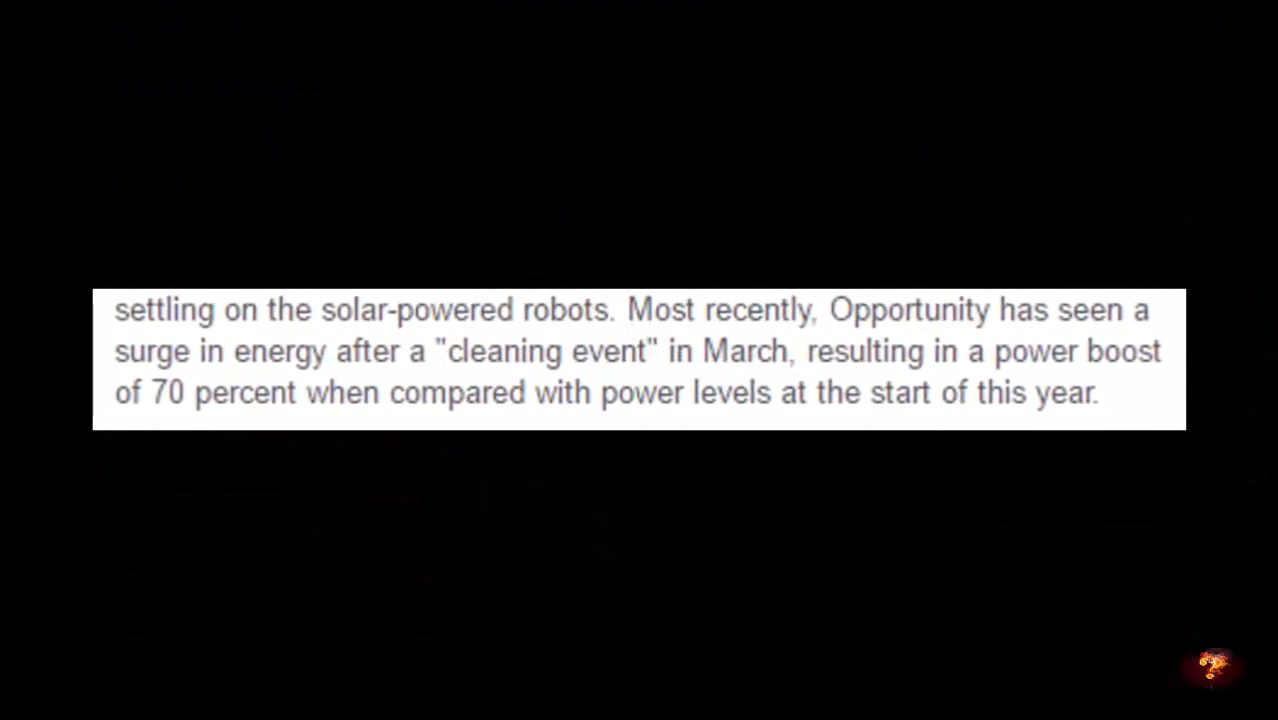 settling on the solar-powered robots. Most recently, Opportunity has seen a
surge in energy after a "cleaning event" in March, resulting in a power boost
of 70 percent when compared with power levels at the start of this year.